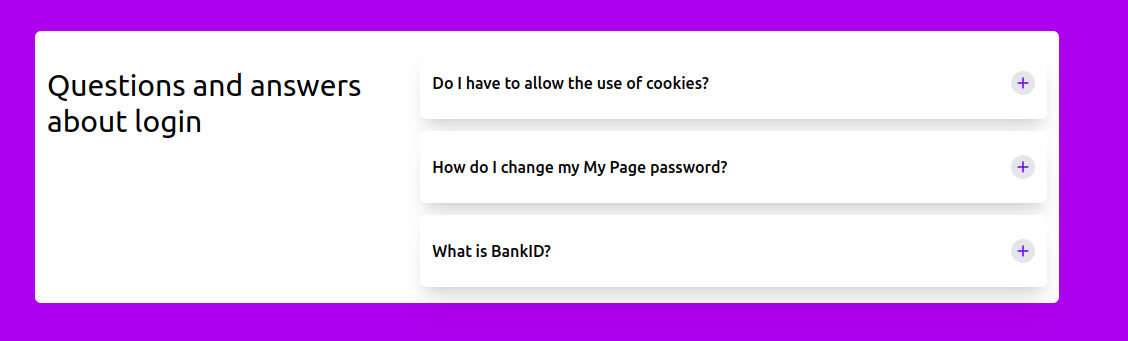 Questions and answers
about login
Do I have to allow the use of cookies?
How do I change my My Page password?
What is BankID?